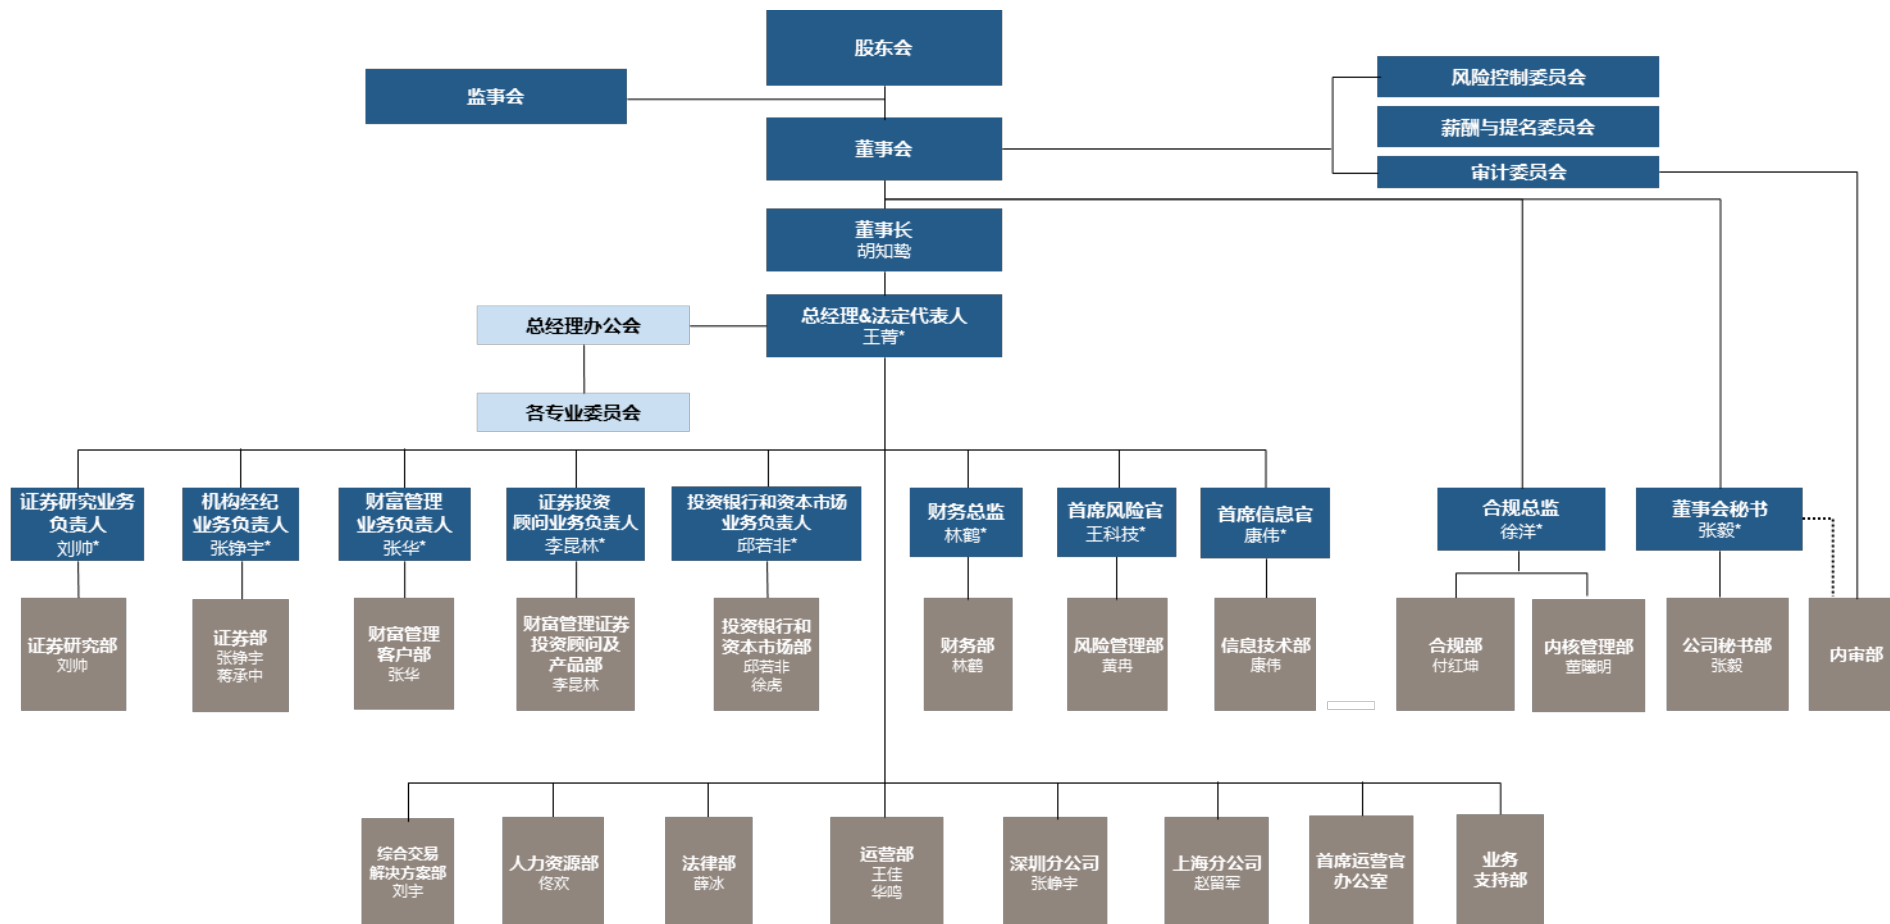 股东会
监事会
风险控制委员会
薪酬与提名委员会
董事会
审计委员会
董事长
胡知鸷
总经理&法定代表人
王菁*
总经理办公会
各专业委员会
证券研究业务
负责人
刘帅*
机构经纪
业务负责人
张铮宇*
财富管理
业务负责人
张华*
证券投资
顾问业务负责人
李昆林*
投资银行和资本市场
业务负责人
邱若非*
财务总监
林鹤*
首席风险官
王科技*
首席信息官
康伟*
合规总监
徐洋*
董事会秘书
张毅*
证券研究部
刘帅
证券部
张铮宇
蒋承中
财富管理
客户部
张华
财富管理证券
投资顾问及
产品部
李昆林
投资银行和
资本市场部
邱若非
徐虎
财务部
林鹤
风险管理部
黄冉
信息技术部
康伟
合规部
付红坤
内核管理部
董曦明
公司秘书部
张毅
内审部
综合交易
解决方案部
刘宇
人力资源部
佟欢
法律部
薛冰
运营部
王佳
华鸣
深圳分公司
张峥宇
上海分公司
赵留军
首席运营官
办公室
业务
支持部